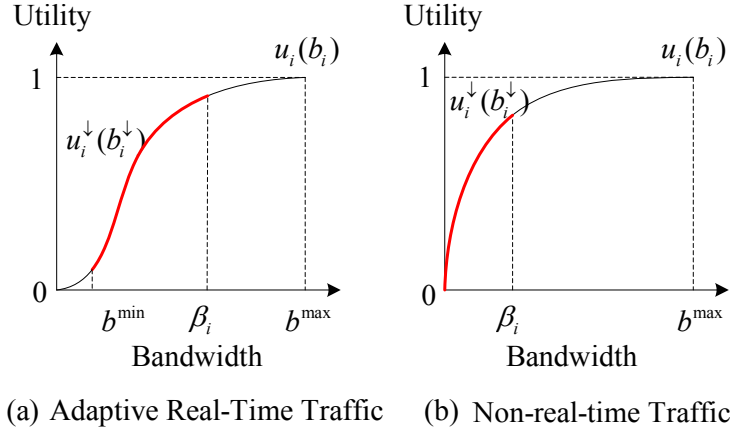 Utility
1
0
u_i(b_i)
u_i^↓(b_i^↓)
b^min
β_i
b^max
Bandwidth
(a) Adaptive Real-Time Traffic
Utility
1
0
u_i(b_i)
u_i^↓(b_i^↓)
β_i
b^max
Bandwidth
(b) Non-real-time Traffic